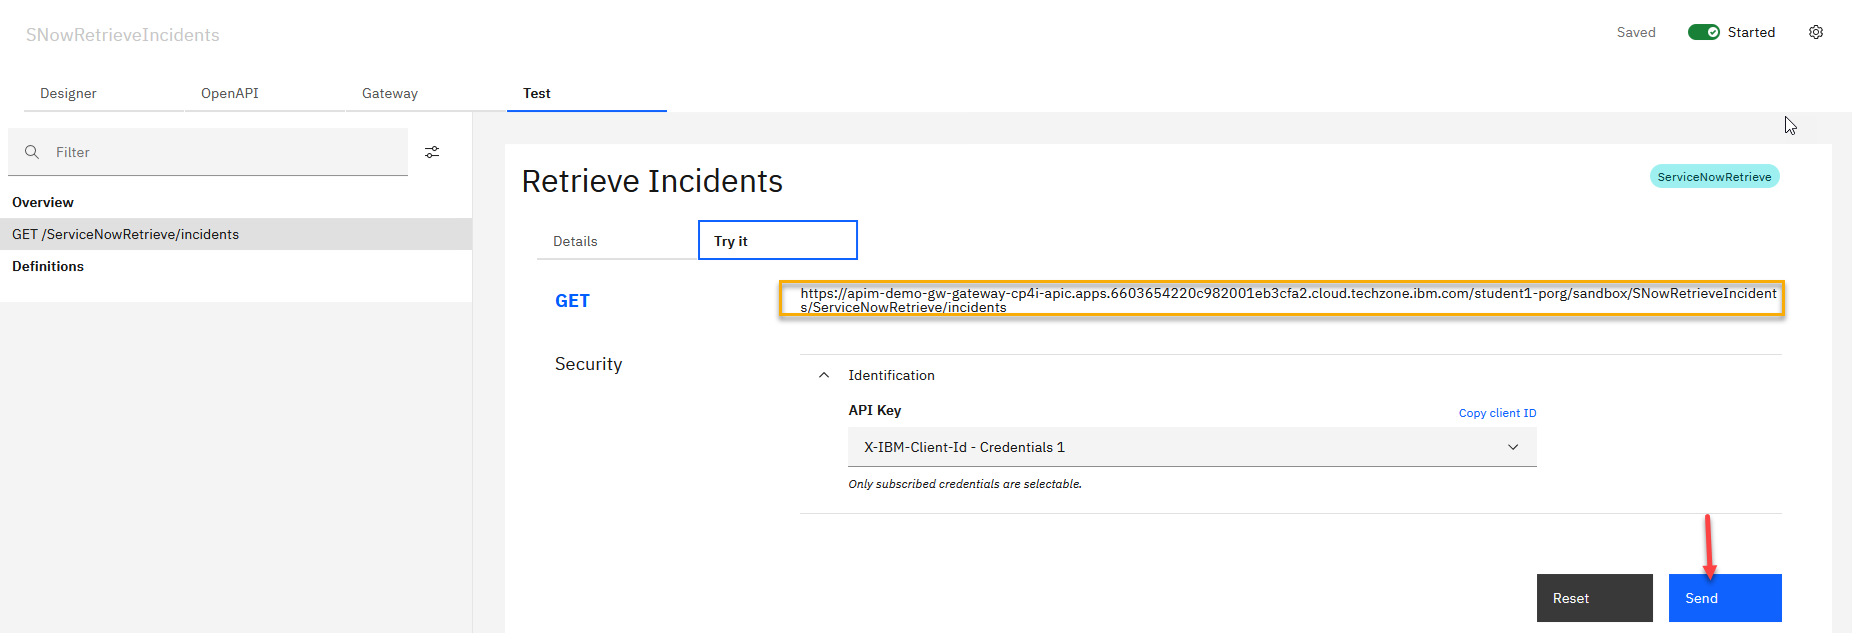 SNowRetrieveIncidents
Saved
Started
Designer
OpenAPI
Gateway
Test
Filter
Overview
GET /ServiceNowRetrieve/incidents
Definitions
Retrieve Incidents
ServiceNowRetrieve
Details
Try it
GET
https://apim-demo-gw-gateway-cp4i-apic.apps.6603654220c982001eb3cfa2.cloud.techzone.ibm.com/student1-porg/sandbox/SNowRetrieveIncident
s/ServiceNowRetrieve/incidents
Security
Identification
API Key
Copy client ID
X-IBM-Client-Id - Credentials 1
Only subscribed credentials are selectable.
Reset
Send